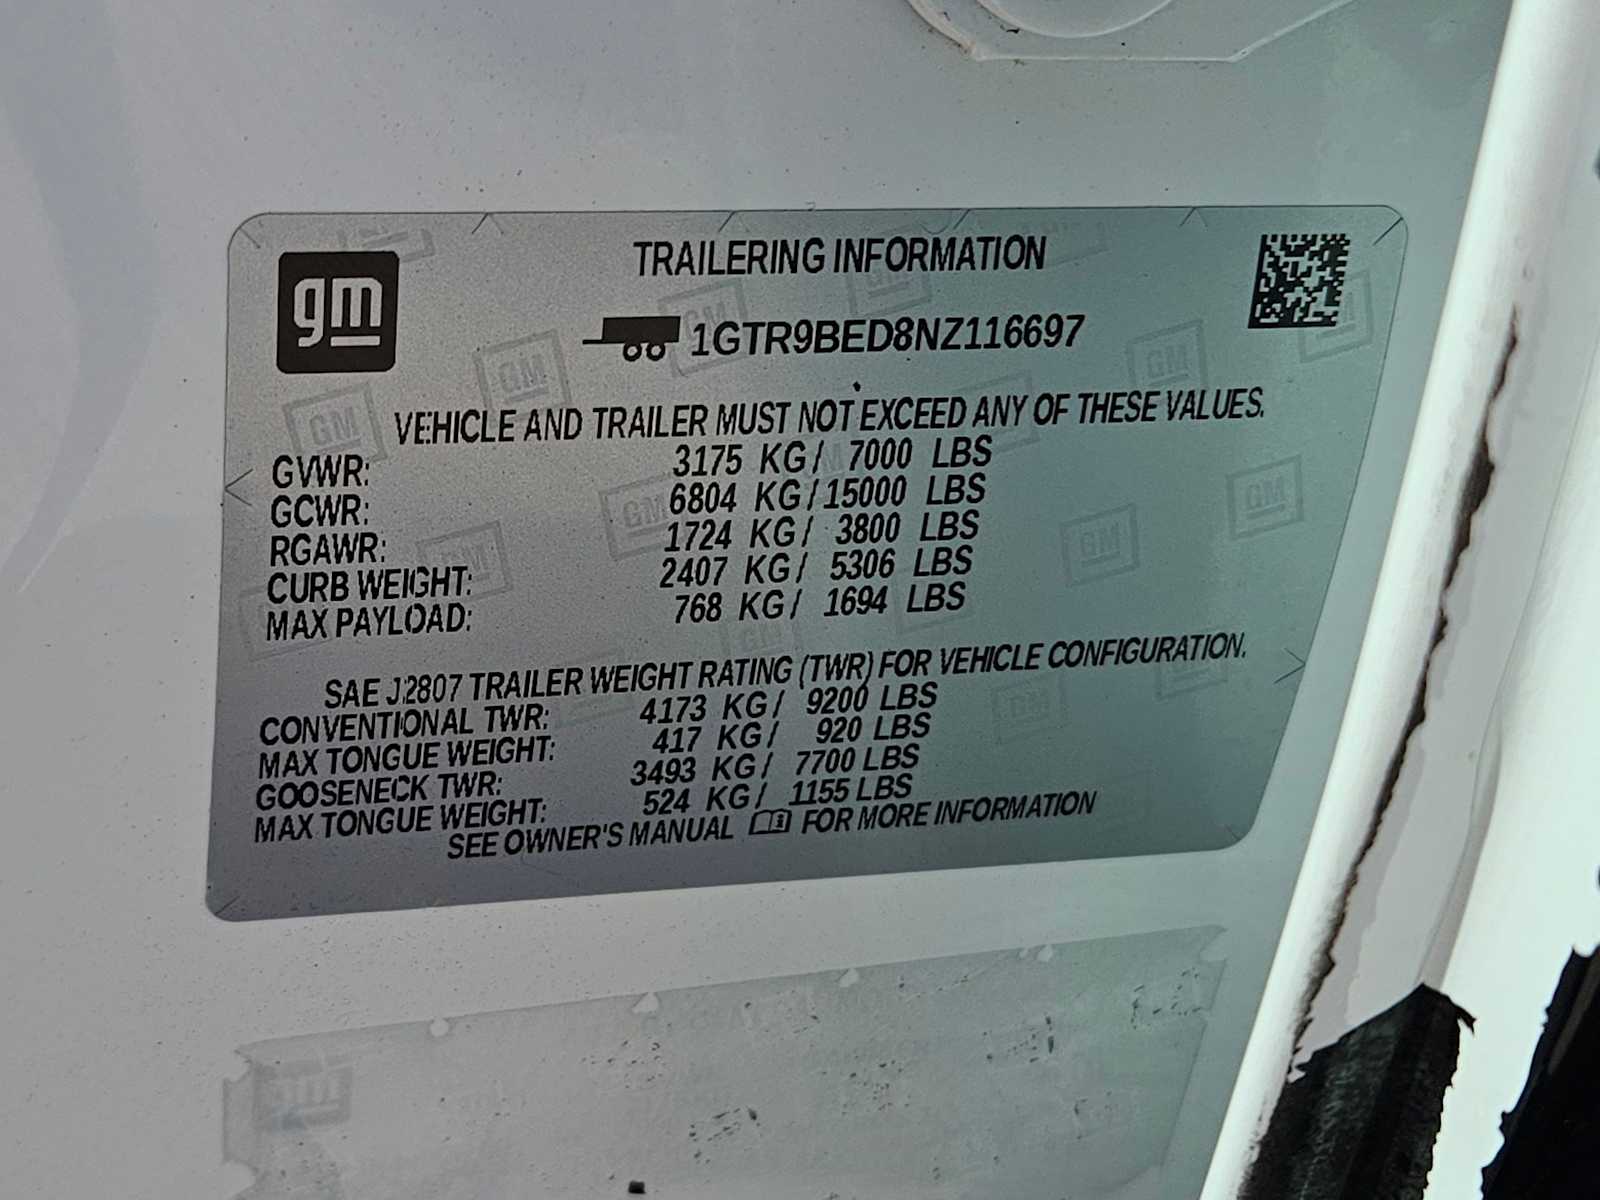 gm
TRAILERING INFORMATION
1GTR9BED8NZ116697
VEHICLE AND TRAILER MUST NOT EXCEED ANY OF THESE VALUES.
GVWR: 3175 KG / 7000 LBS
GCWR: 6804 KG / 15000 LBS
RGAWR: 1724 KG / 3800 LBS
CURB WEIGHT: 2407 KG / 5306 LBS
MAX PAYLOAD: 768 KG / 1694 LBS
SAE J2807 TRAILER WEIGHT RATING (TWR) FOR VEHICLE CONFIGURATION.
CONVENTIONAL TWR: 4173 KG / 9200 LBS
MAX TONGUE WEIGHT: 417 KG / 920 LBS
GOOSENECK TWR: 3493 KG / 7700 LBS
MAX TONGUE WEIGHT: 524 KG / 1155 LBS
SEE OWNER'S MANUAL FOR MORE INFORMATION